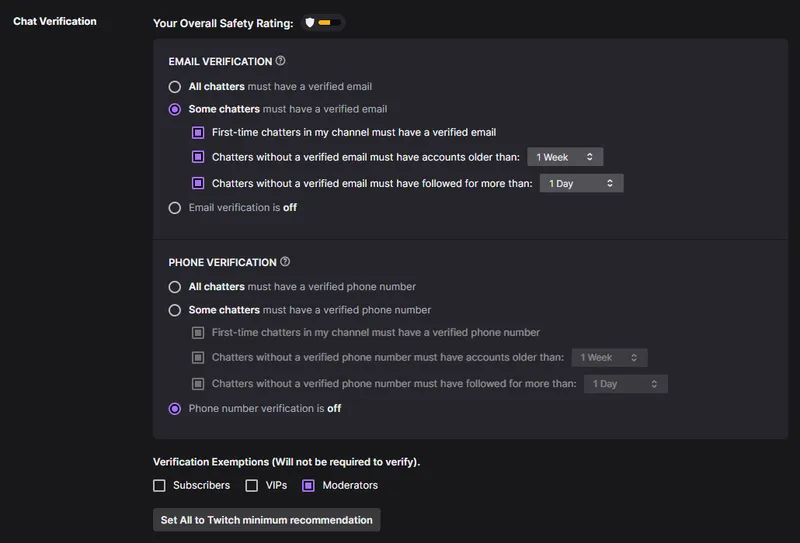 Chat Verification
Your Overall Safety Rating:
EMAIL VERIFICATION
All chatters must have a verified email
Some chatters must have a verified email
First-time chatters in my channel must have a verified email
Chatters without a verified email must have accounts older than: 1 Week
Chatters without a verified email must have followed for more than: 1 Day
Email verification is off
PHONE VERIFICATION
All chatters must have a verified phone number
Some chatters must have a verified phone number
First-time chatters in my channel must have a verified phone number
Chatters without a verified phone number must have accounts older than: 1 Week
Chatters without a verified phone number must have followed for more than: 1 Day
Phone number verification is off
Verification Exemptions (Will not be required to verify).
Subscribers VIPs Moderators
Set All to Twitch minimum recommendation